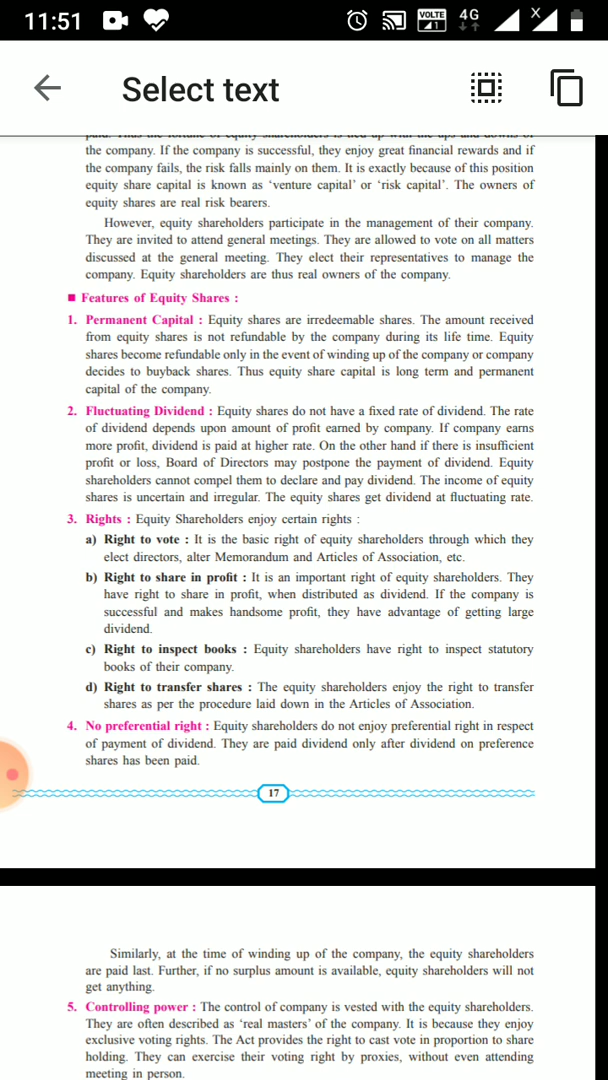 11:51
VOLTE
1
4G
X
Select text
the company. If the company is successful, they enjoy great financial rewards and if
the company fails, the risk falls mainly on them. It is exactly because of this position
equity share capital is known as ‘venture capital’ or ‘risk capital’. The owners of
equity shares are real risk bearers.
However, equity shareholders participate in the management of their company.
They are invited to attend general meetings. They are allowed to vote on all matters
discussed at the general meeting. They elect their representatives to manage the
company. Equity shareholders are thus real owners of the company.
■ Features of Equity Shares :
1. Permanent Capital : Equity shares are irredeemable shares. The amount received
from equity shares is not refundable by the company during its life time. Equity
shares become refundable only in the event of winding up of the company or company
decides to buyback shares. Thus equity share capital is long term and permanent
capital of the company.
2. Fluctuating Dividend : Equity shares do not have a fixed rate of dividend. The rate
of dividend depends upon amount of profit earned by company. If company earns
more profit, dividend is paid at higher rate. On the other hand if there is insufficient
profit or loss, Board of Directors may postpone the payment of dividend. Equity
shareholders cannot compel them to declare and pay dividend. The income of equity
shares is uncertain and irregular. The equity shares get dividend at fluctuating rate.
3. Rights : Equity Shareholders enjoy certain rights :
a) Right to vote : It is the basic right of equity shareholders through which they
elect directors, alter Memorandum and Articles of Association, etc.
b) Right to share in profit : It is an important right of equity shareholders. They
have right to share in profit, when distributed as dividend. If the company is
successful and makes handsome profit, they have advantage of getting large
dividend.
c) Right to inspect books : Equity shareholders have right to inspect statutory
books of their company.
d) Right to transfer shares : The equity shareholders enjoy the right to transfer
shares as per the procedure laid down in the Articles of Association.
4. No preferential right : Equity shareholders do not enjoy preferential right in respect
of payment of dividend. They are paid dividend only after dividend on preference
shares has been paid.
17
Similarly, at the time of winding up of the company, the equity shareholders
are paid last. Further, if no surplus amount is available, equity shareholders will not
get anything.
5. Controlling power : The control of company is vested with the equity shareholders.
They are often described as ‘real masters’ of the company. It is because they enjoy
exclusive voting rights. The Act provides the right to cast vote in proportion to share
holding. They can exercise their voting right by proxies, without even attending
meeting in person.